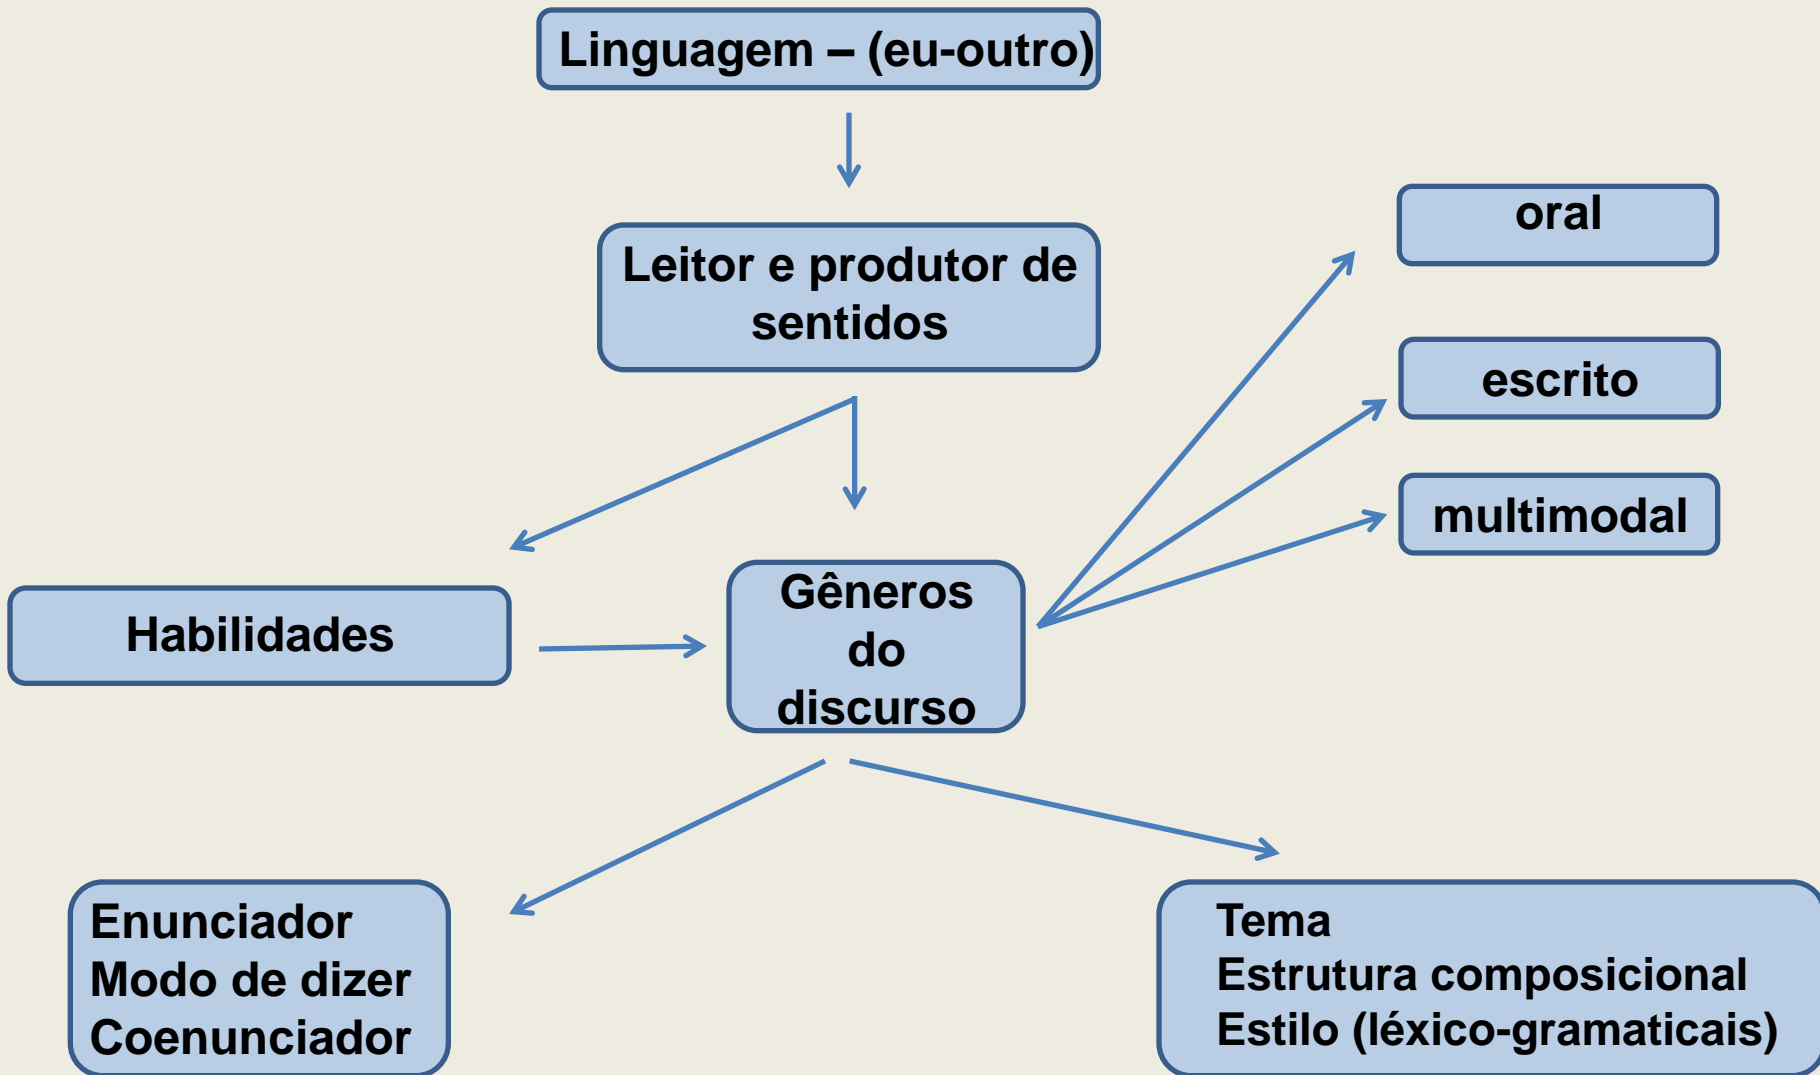 Linguagem – (eu-outro)
Leitor e produtor de
sentidos
oral
escrito
multimodal
Habilidades
Gêneros
do
discurso
Enunciador
Modo de dizer
Coenunciador
Tema
Estrutura composicional
Estilo (léxico-gramaticais)